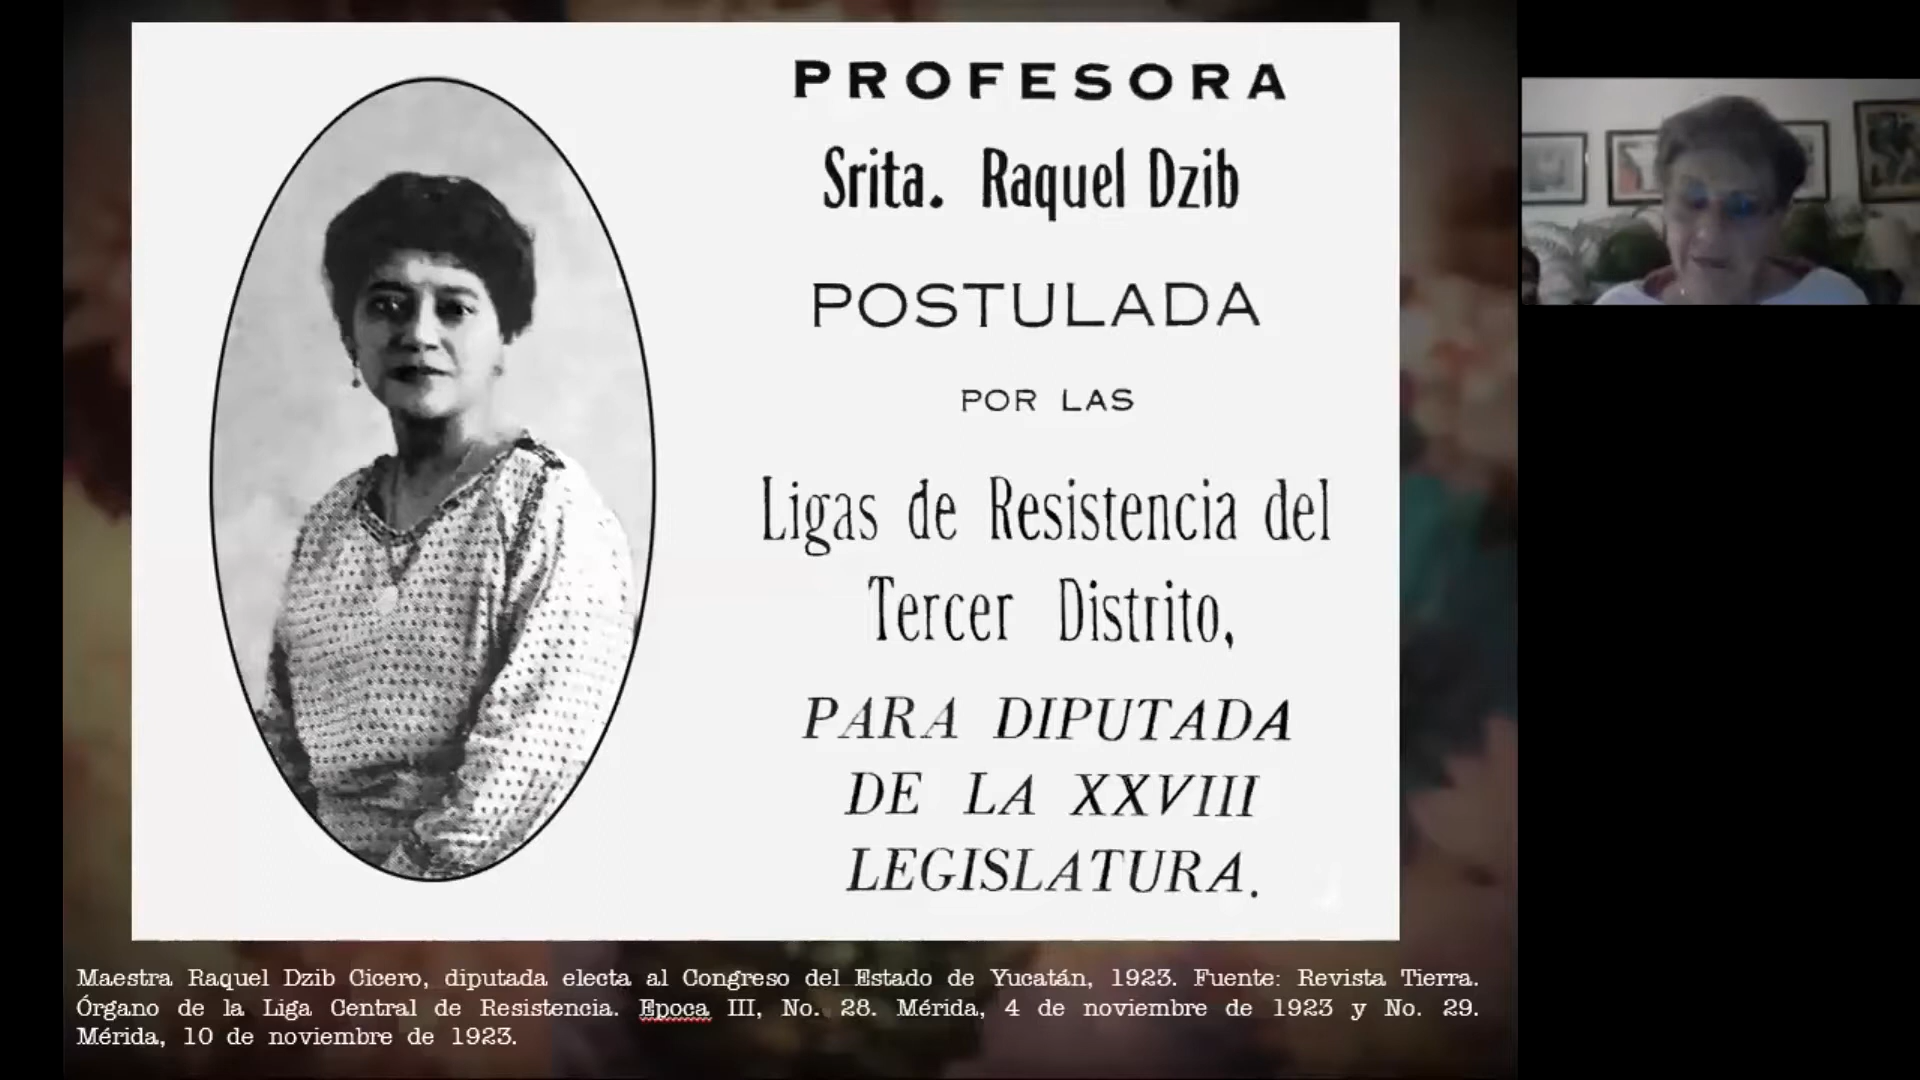 PROFESORA
Srita. Raquel Dzib
POSTULADA
POR LAS
Ligas de Resistencia del
Tercer Distrito,
PARA DIPUTADA
DE LA XXVIII
LEGISLATURA.
Maestra Raquel Dzib Cicero, diputada electa al Congreso del Estado de Yucatán, 1923. Fuente: Revista Tierra.
Órgano de la Liga Central de Resistencia. Epoca III, No. 28. Mérida, 4 de noviembre de 1923 y No. 29.
Mérida, 10 de noviembre de 1923.